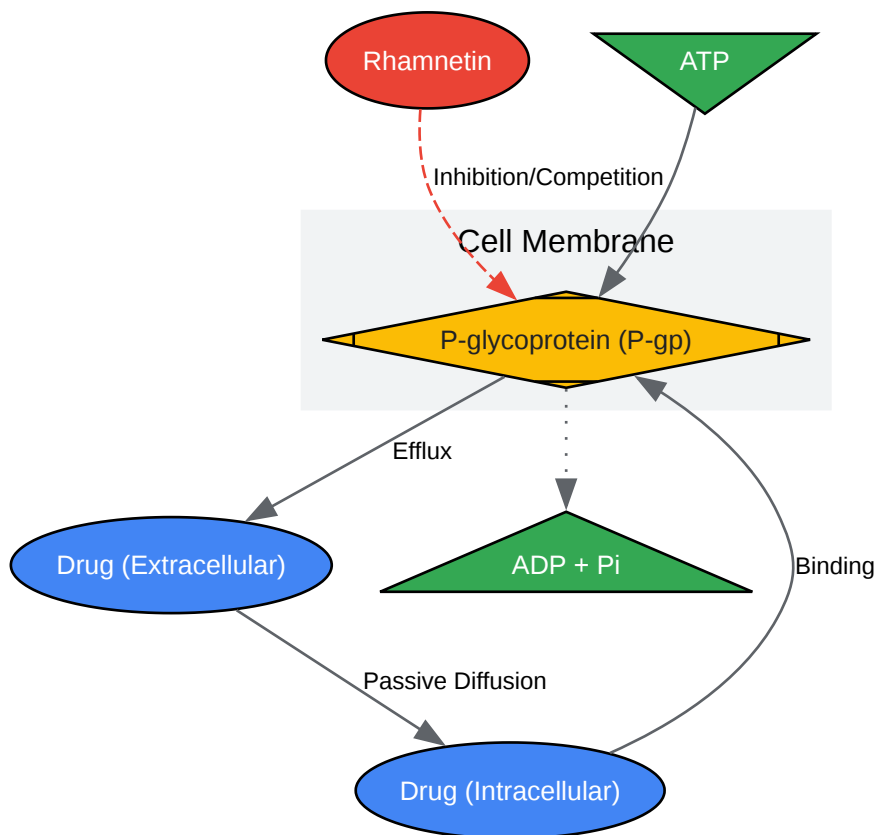 Rhamnetin
ATP
Inhibition/Competition
Cell Membrane
P-glycoprotein (P-gp)
Efflux
Drug (Extracellular)
ADP + Pi
Binding
Passive Diffusion
Drug (Intracellular)